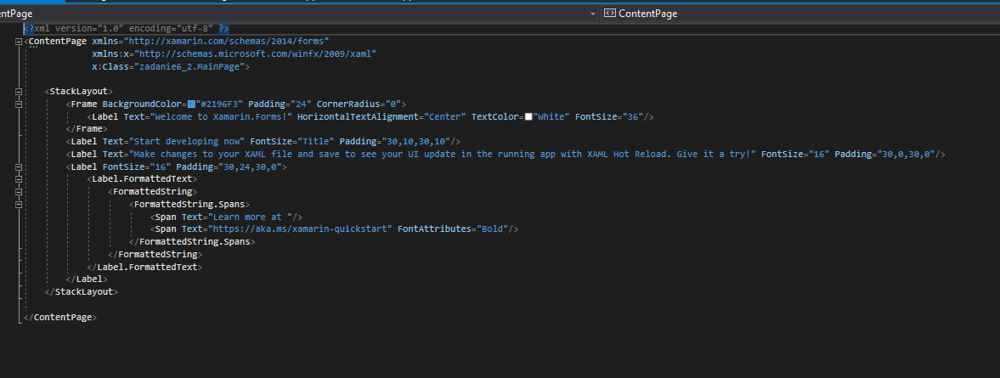 ntPage
ContentPage
<?xml version="1.0" encoding="utf-8" ?>
<ContentPage xmlns="http://xamarin.com/schemas/2014/forms"
xmlns:x="http://schemas.microsoft.com/winfx/2009/xaml"
x:Class="zadanie6_2.MainPage">
<StackLayout>
<Frame BackgroundColor="#2196F3" Padding="24" CornerRadius="0">
<Label Text="Welcome to Xamarin.Forms!" HorizontalTextAlignment="Center" TextColor="White" FontSize="36"/>
</Frame>
<Label Text="Start developing now" FontSize="Title" Padding="30,10,30,10"/>
<Label Text="Make changes to your XAML file and save to see your UI update in the running app with XAML Hot Reload. Give it a try!" FontSize="16" Padding="30,0,30,0"/>
<Label FontSize="16" Padding="30,24,30,0">
<Label.FormattedText>
<FormattedString>
<FormattedString.Spans>
<Span Text="Learn more at "/>
<Span Text="https://aka.ms/xamarin-quickstart" FontAttributes="Bold"/>
</FormattedString.Spans>
</FormattedString>
</Label.FormattedText>
</Label>
</StackLayout>
</ContentPage>